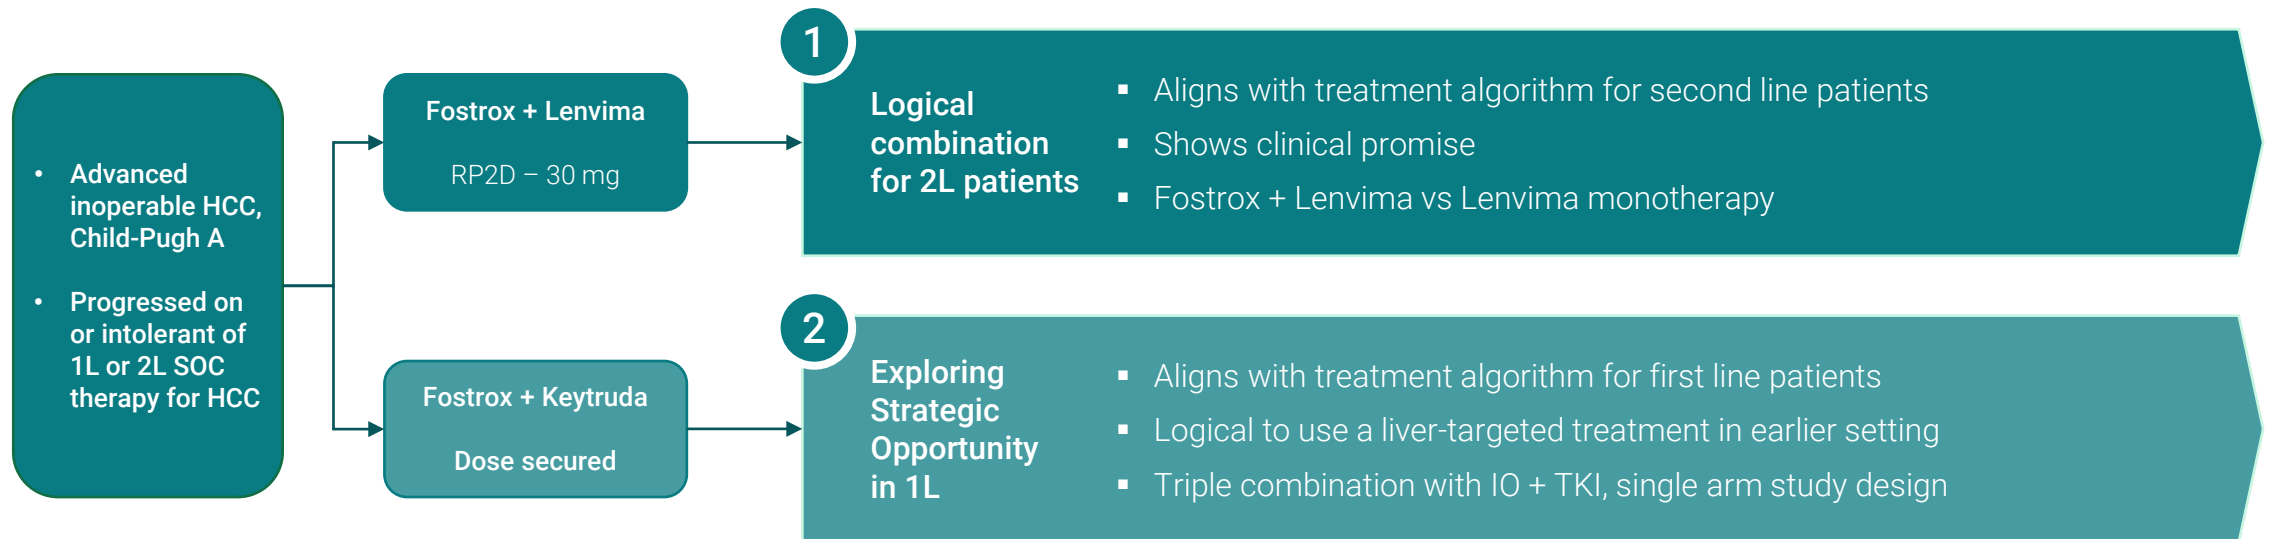 • Advanced
inoperable HCC,
Child-Pugh A
• Progressed on
or intolerant of
1L or 2L SOC
therapy for HCC
Fostrox + Lenvima
RP2D – 30 mg
1
Logical
combination
for 2L patients
▪ Aligns with treatment algorithm for second line patients
▪ Shows clinical promise
▪ Fostrox + Lenvima vs Lenvima monotherapy
Fostrox + Keytruda
Dose secured
2
Exploring
Strategic
Opportunity
in 1L
▪ Aligns with treatment algorithm for first line patients
▪ Logical to use a liver-targeted treatment in earlier setting
▪ Triple combination with IO + TKI, single arm study design